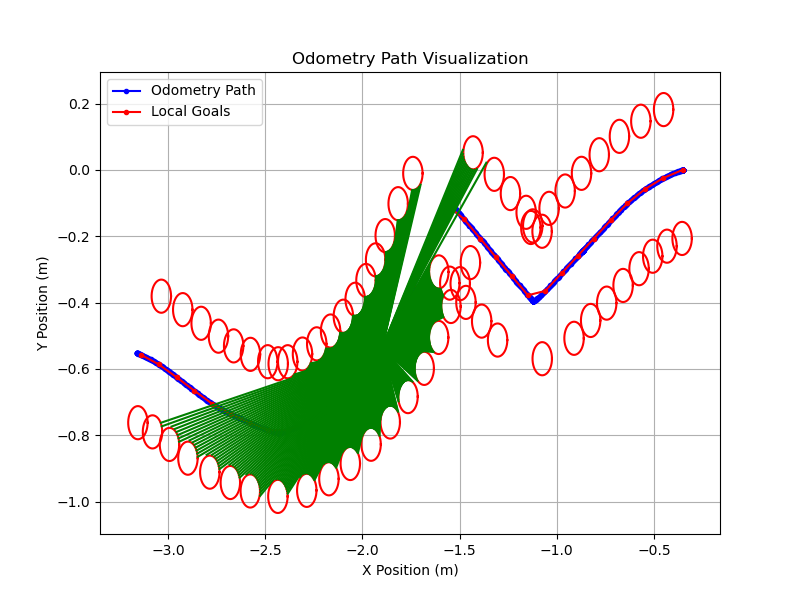 Odometry Path Visualization
Odometry Path
Local Goals
0.2
0.0
−0.2
−0.4
−0.6
−0.8
−1.0
Y Position (m)
−3.0 −2.5 −2.0 −1.5 −1.0 −0.5
X Position (m)